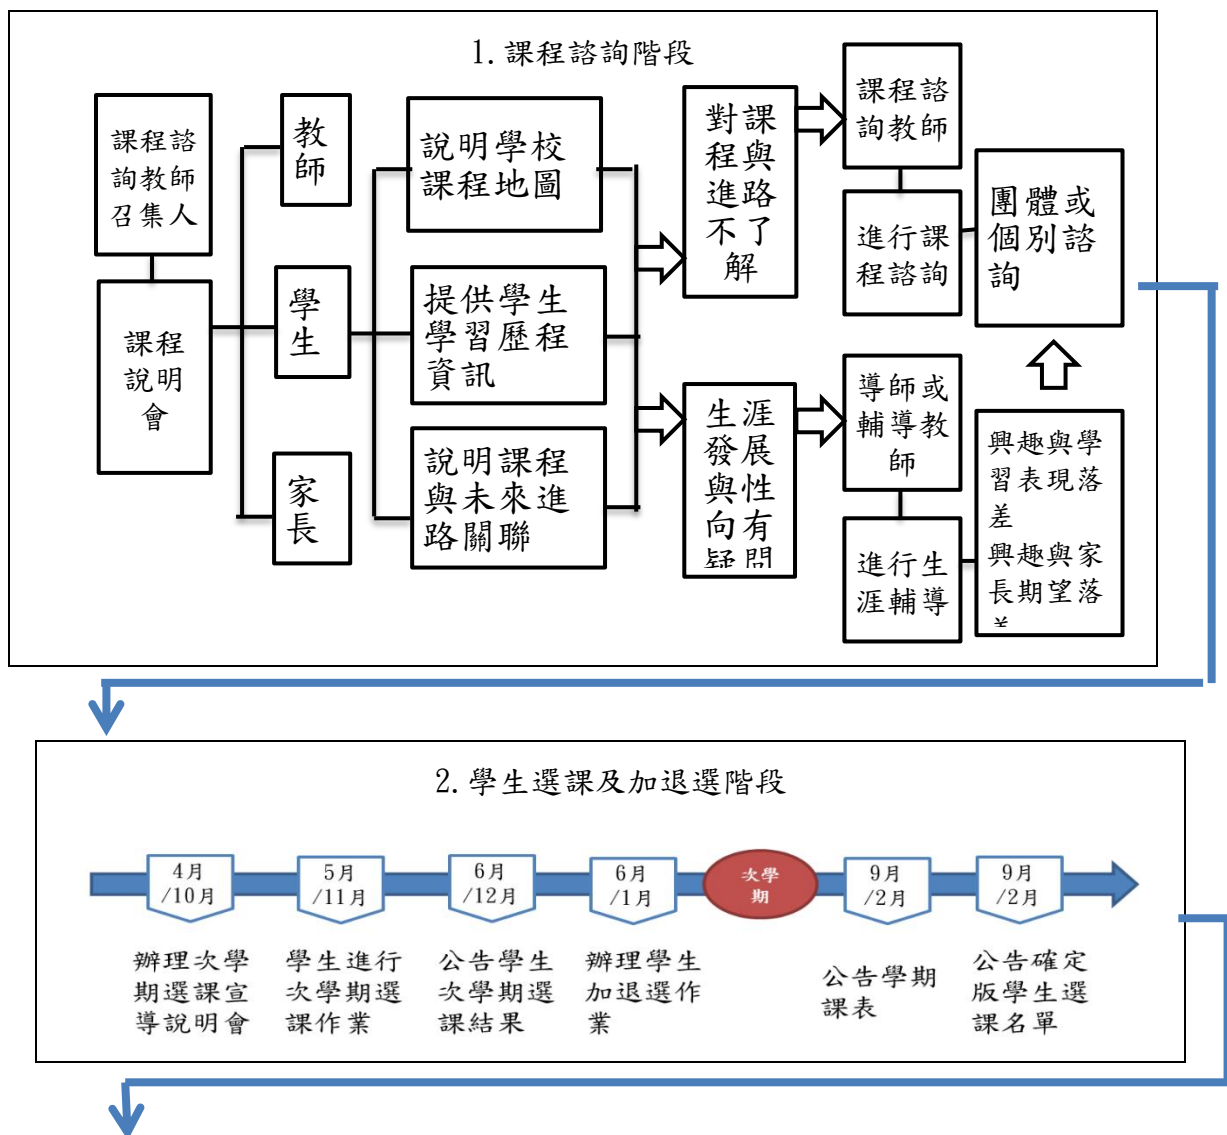 1.課程諮詢階段
課程諮
詢教師
召集人
課程
說明
會
教
師
學
生
家
長
說明學校
課程地圖
提供學生
學習歷程
資訊
說明課程
與未來進
路關聯
對課
程與
進路
不了
解
生涯
發展
與性
向有
疑問
課程諮
詢教師
進行課
程諮詢
導師或
輔導教
師
進行生
涯輔導
團體或
個別諮
詢
興趣與學
習表現落
差
興趣與家
長期望落
差
2.學生選課及加退選階段
4月
/10月
辦理次學
期選課宣
導說明會
5月
/11月
學生進行
次學期選
課作業
6月
/12月
公告學生
次學期選
課結果
6月
/1月
辦理學生
加退選作
業
次學
期
9月
/2月
公告學期
課表
9月
/2月
公告確定
版學生選
課名單